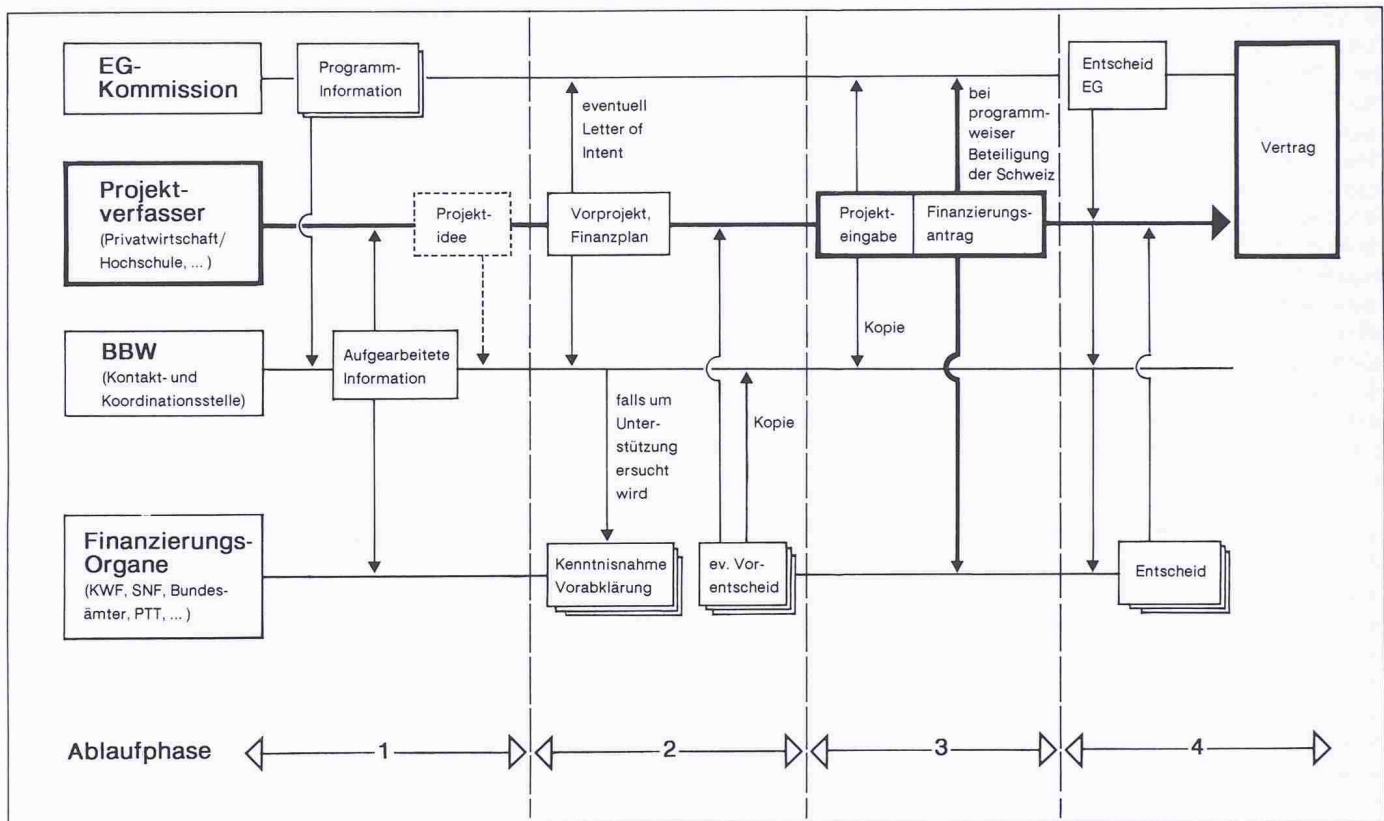 EG-
Kommission
Programm-
Information
eventuell
Letter of
Intent
bei
programm-
weiser
Beteiligung
der Schweiz
Entscheid
EG
Vertrag
Projekt-
verfasser
(Privatwirtschaft/
Hochschule, ... )
Projekt-
idee
Vorprojekt,
Finanzplan
Projekt-
eingabe
Finanzierungs-
antrag
BBW
(Kontakt- und
Koordinationsstelle)
Aufgearbeitete
Information
falls um
Unter-
stützung
ersucht
wird
Kopie
Kopie
Finanzierungs-
Organe
(KWF, SNF, Bundes-
ämter, PTT, ... )
Kenntnisnahme
Vorabklärung
ev. Vor-
entscheid
Entscheid
Ablaufphase
1
2
3
4